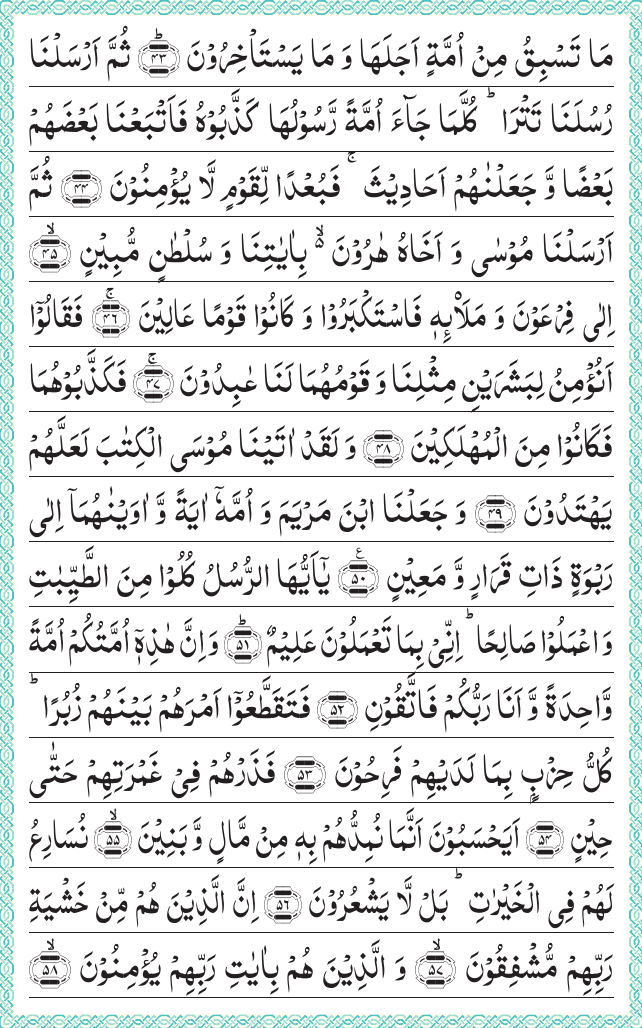 مَا تَسۡبِقُ مِنۡ اُمَّةٍ اَجَلَهَا وَ مَا يَسۡتَاۡخِرُوۡنَ ؕ‏ ﴿۴۳﴾ ثُمَّ اَرۡسَلۡنَا
رُسُلَنَا تَتۡرَا ؕ كُلَّمَا جَآءَ اُمَّةً رَّسُوۡلُهَا كَذَّبُوۡهُ فَاَتۡبَعۡنَا بَعۡضَهُمۡ
بَعۡضًا وَّ جَعَلۡنٰهُمۡ اَحَادِيۡثَ ۚ فَبُعۡدًا لِّقَوۡمٍ لَّا يُؤۡمِنُوۡنَ ﴿۴۴﴾ ثُمَّ
اَرۡسَلۡنَا مُوۡسٰى وَ اَخَاهُ هٰرُوۡنَ ۙ۬ بِاٰيٰتِنَا وَ سُلۡطٰنٍ مُّبِيۡنٍۙ ﴿۴۵﴾
اِلٰى فِرۡعَوۡنَ وَ مَلَا۟ئِهٖ فَاسۡتَكۡبَرُوۡا وَ كَانُوۡا قَوۡمًا عَالِيۡنَ ۚ ﴿۴۶﴾ فَقَالُوۡۤا
اَنُؤۡمِنُ لِبَشَرَيۡنِ مِثۡلِنَا وَ قَوۡمُهُمَا لَنَا عٰبِدُوۡنَ ۚ ﴿۴۷﴾ فَكَذَّبُوۡهُمَا
فَكَانُوۡا مِنَ الۡمُهۡلَكِيۡنَ ﴿۴۸﴾ وَ لَقَدۡ اٰتَيۡنَا مُوۡسَى الۡكِتٰبَ لَعَلَّهُمۡ
يَهۡتَدُوۡنَ ﴿۴۹﴾ وَ جَعَلۡنَا ابۡنَ مَرۡيَمَ وَ اُمَّهٗۤ اٰيَةً وَّ اٰوَيۡنٰهُمَاۤ اِلٰى
رَبۡوَةٍ ذَاتِ قَرَارٍ وَّ مَعِيۡنٍ ﴿۵۰﴾ ع يٰۤاَيُّهَا الرُّسُلُ كُلُوۡا مِنَ الطَّيِّبٰتِ
وَاعۡمَلُوۡا صَالِحًا ؕ اِنِّىۡ بِمَا تَعۡمَلُوۡنَ عَلِيۡمٌ ؕ ﴿۵۱﴾ وَاِنَّ هٰذِهٖۤ اُمَّتُكُمۡ اُمَّةً
وَّاحِدَةً وَّ اَنَا رَبُّكُمۡ فَاتَّقُوۡنِ ﴿۵۲﴾ فَتَقَطَّعُوۡۤا اَمۡرَهُمۡ بَيۡنَهُمۡ زُبُرًا ؕ
كُلُّ حِزۡبٍۭ بِمَا لَدَيۡهِمۡ فَرِحُوۡنَ ﴿۵۳﴾ فَذَرۡهُمۡ فِىۡ غَمۡرَتِهِمۡ حَتّٰى
حِيۡنٍ ﴿۵۴﴾ اَيَحۡسَبُوۡنَ اَنَّمَا نُمِدُّهُمۡ بِهٖ مِنۡ مَّالٍ وَّ بَنِيۡنَۙ ﴿۵۵﴾ نُسَارِعُ
لَهُمۡ فِى الۡخَيۡرٰتِ ؕ بَلۡ لَّا يَشۡعُرُوۡنَ ﴿۵۶﴾ اِنَّ الَّذِيۡنَ هُمۡ مِّنۡ خَشۡيَةِ
رَبِّهِمۡ مُّشۡفِقُوۡنَۙ ﴿۵۷﴾ وَ الَّذِيۡنَ هُمۡ بِاٰيٰتِ رَبِّهِمۡ يُؤۡمِنُوۡنَۙ ﴿۵۸﴾